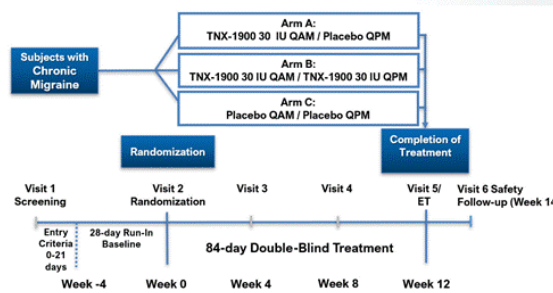 Arm A:
TNX-1900 30 IU QAM / Placebo QPM
Subjects with
Chronic
Migraine
Arm B:
TNX-1900 30 IU QAM / TNX-1900 30 IU QPM
Arm C:
Placebo QAM / Placebo QPM
Randomization
Completion of
Treatment
Visit 1
Screening
Visit 2
Randomization
Visit 3
Visit 4
Visit 5/
ET
Visit 6 Safety
Follow-up (Week 14
Entry
Criteria
0-21
days
28-day Run-In
Baseline
84-day Double-Blind Treatment
Week -4
Week 0
Week 4
Week 8
Week 12